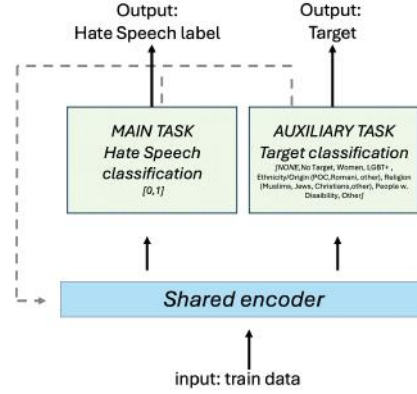 Output:
Hate Speech label
Output:
Target
MAIN TASK
Hate Speech
classification
[0,1]
AUXILIARY TASK
Target classification
[NONE,No Target, Women, LGBT+ ,
Ethnicity/Origin (POC,Romani, other), Religion
(Muslims, Jews, Christians,other), People w.
Disaibility, Other]
Shared encoder
input: train data